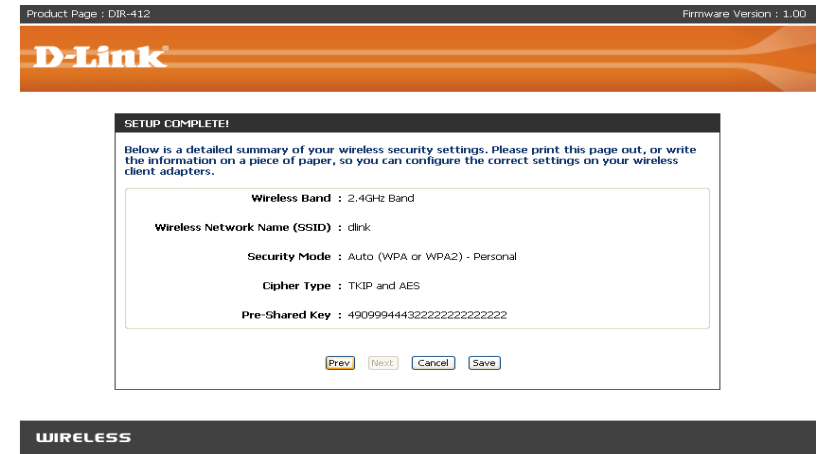 Product Page : DIR-412 Firmware Version : 1.00
D-Link
SETUP COMPLETE!
Below is a detailed summary of your wireless security settings. Please print this page out, or write
the information on a piece of paper, so you can configure the correct settings on your wireless
client adapters.
Wireless Band : 2.4GHz Band
Wireless Network Name (SSID) : dlink
Security Mode : Auto (WPA or WPA2) - Personal
Cipher Type : TKIP and AES
Pre-Shared Key : 490999444322222222222222
Prev Next Cancel Save
WIRELESS